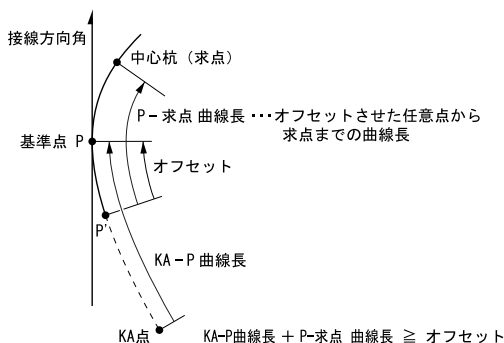 接線方向角
中心杭（求点）
P－求点 曲線長 ･･･オフセットさせた任意点から
求点までの曲線長
基準点 P
オフセット
P'
KA－P 曲線長
KA点
KA-P曲線長 ＋ P-求点 曲線長 ≧ オフセット